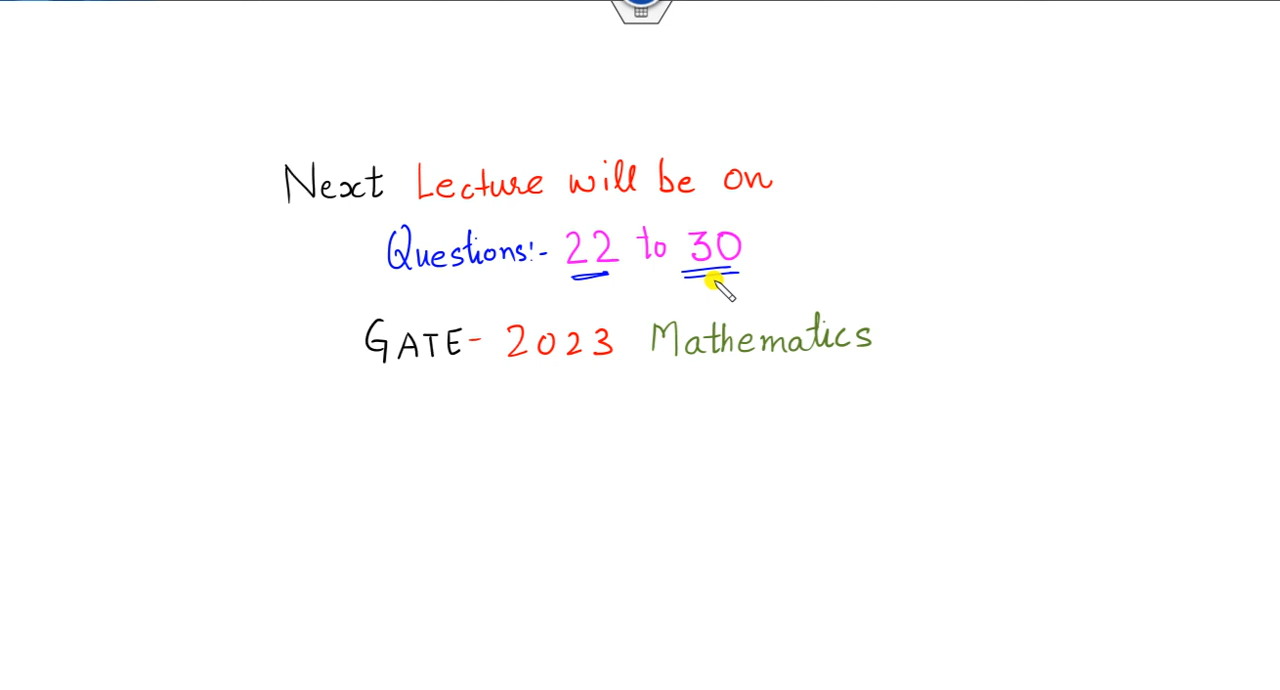 Next Lecture will be on
Questions:- 22 to 30
GATE- 2023 Mathematics